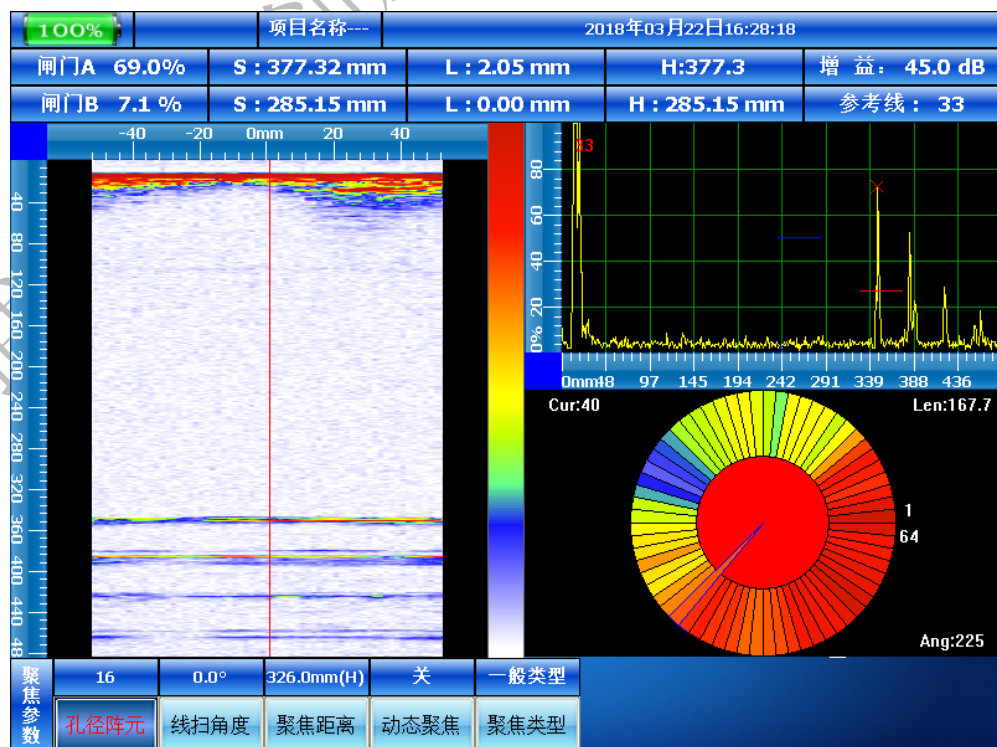 100% 项目名称--- 2018年03月22日16:28:18
闸门A 69.0% S : 377.32 mm L : 2.05 mm H:377.3 增 益: 45.0 dB
闸门B 7.1 % S : 285.15 mm L : 0.00 mm H : 285.15 mm 参考线 : 33
-40 -20 0mm 20 40
40
80
120
160
200
240
280
320
360
400
440
48
33
80
60
40
20
0%
0mm48 97 145 194 242 291 339 388 436
Cur:40 Len:167.7
1
64
Ang:225
聚焦参数
16 0.0° 326.0mm(H) 关 一般类型
孔径阵元 线扫角度 聚焦距离 动态聚焦 聚焦类型